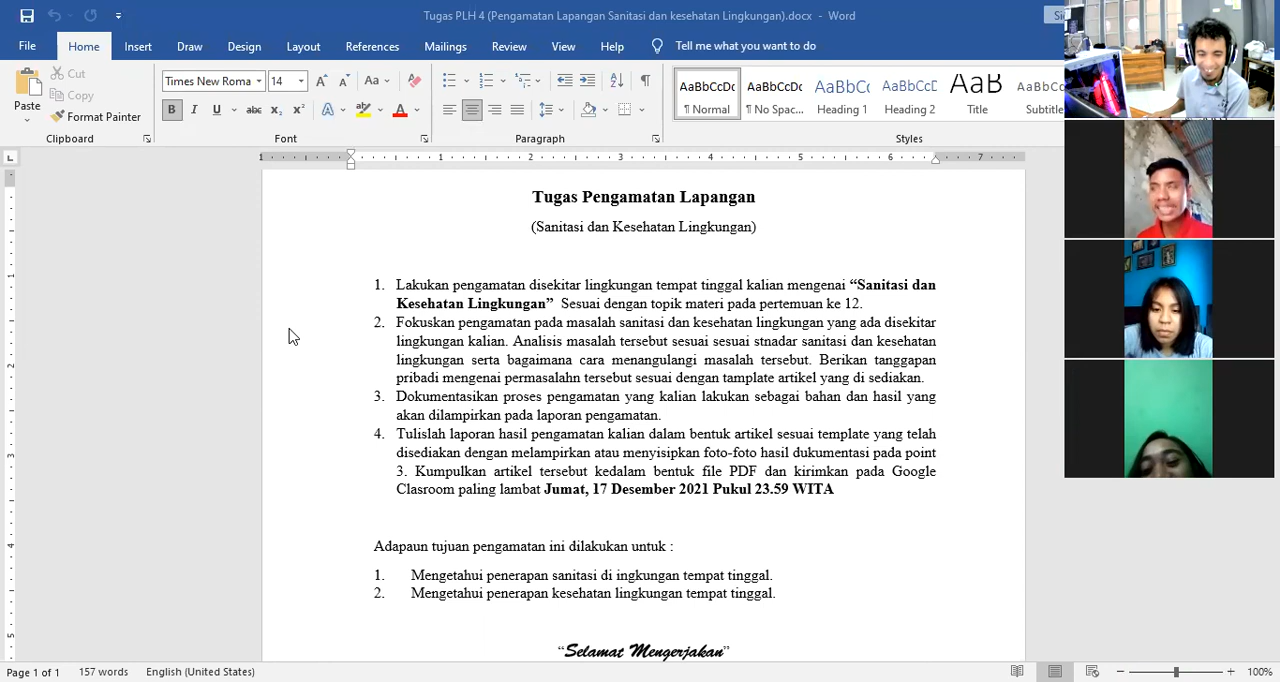 Tugas PLH 4 (Pengamatan Lapangan Sanitasi dan kesehatan Lingkungan).docx - Word
File Home Insert Draw Design Layout References Mailings Review View Help Tell me what you want to do
Paste
Cut
Copy
Format Painter
Clipboard
Times New Roma 14
Font
Paragraph
AaBbCcDc AaBbCcDc AaBbC( AaBbCcD AaB AaBbCcD
¶ Normal ¶ No Spac... Heading 1 Heading 2 Title Subtitle
Styles
1 1 2 3 4 5 6 7
Tugas Pengamatan Lapangan
(Sanitasi dan Kesehatan Lingkungan)
1. Lakukan pengamatan disekitar lingkungan tempat tinggal kalian mengenai “Sanitasi dan
Kesehatan Lingkungan” Sesuai dengan topik materi pada pertemuan ke 12.
2. Fokuskan pengamatan pada masalah sanitasi dan kesehatan lingkungan yang ada disekitar
lingkungan kalian. Analisis masalah tersebut sesuai sesuai stnadar sanitasi dan kesehatan
lingkungan serta bagaimana cara menangulangi masalah tersebut. Berikan tanggapan
pribadi mengenai permasalahn tersebut sesuai dengan tamplate artikel yang di sediakan.
3. Dokumentasikan proses pengamatan yang kalian lakukan sebagai bahan dan hasil yang
akan dilampirkan pada laporan pengamatan.
4. Tulislah laporan hasil pengamatan kalian dalam bentuk artikel sesuai template yang telah
disediakan dengan melampirkan atau menyisipkan foto-foto hasil dukumentasi pada point
3. Kumpulkan artikel tersebut kedalam bentuk file PDF dan kirimkan pada Google
Clasroom paling lambat Jumat, 17 Desember 2021 Pukul 23.59 WITA
Adapaun tujuan pengamatan ini dilakukan untuk :
1. Mengetahui penerapan sanitasi di ingkungan tempat tinggal.
2. Mengetahui penerapan kesehatan lingkungan tempat tinggal.
“Selamat Mengerjakan”
Page 1 of 1 157 words English (United States) 100%